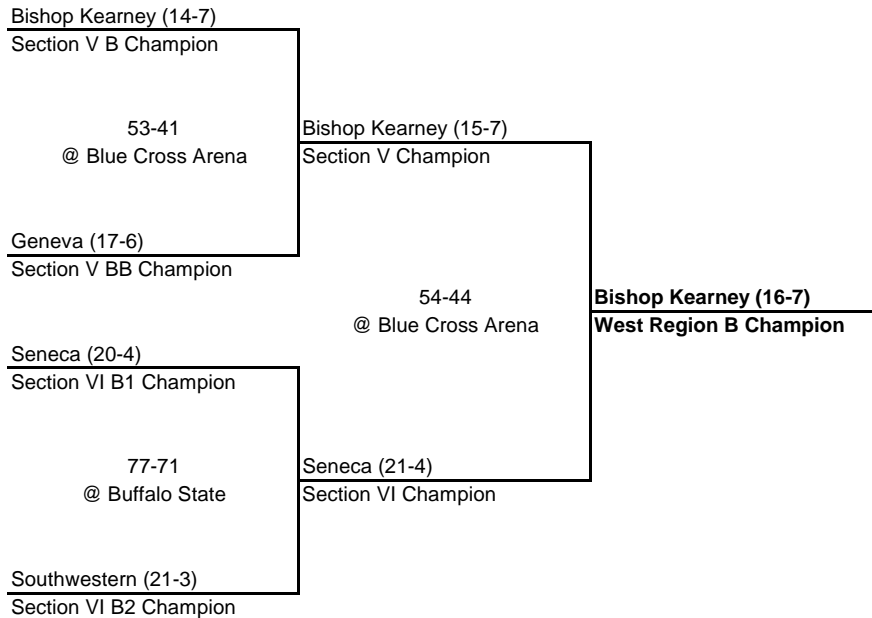 Bishop Kearney (14-7)
Section V B Champion
53-41
@ Blue Cross Arena
Bishop Kearney (15-7)
Section V Champion
Geneva (17-6)
Section V BB Champion
54-44
@ Blue Cross Arena
Bishop Kearney (16-7)
West Region B Champion
Seneca (20-4)
Section VI B1 Champion
77-71
@ Buffalo State
Seneca (21-4)
Section VI Champion
Southwestern (21-3)
Section VI B2 Champion